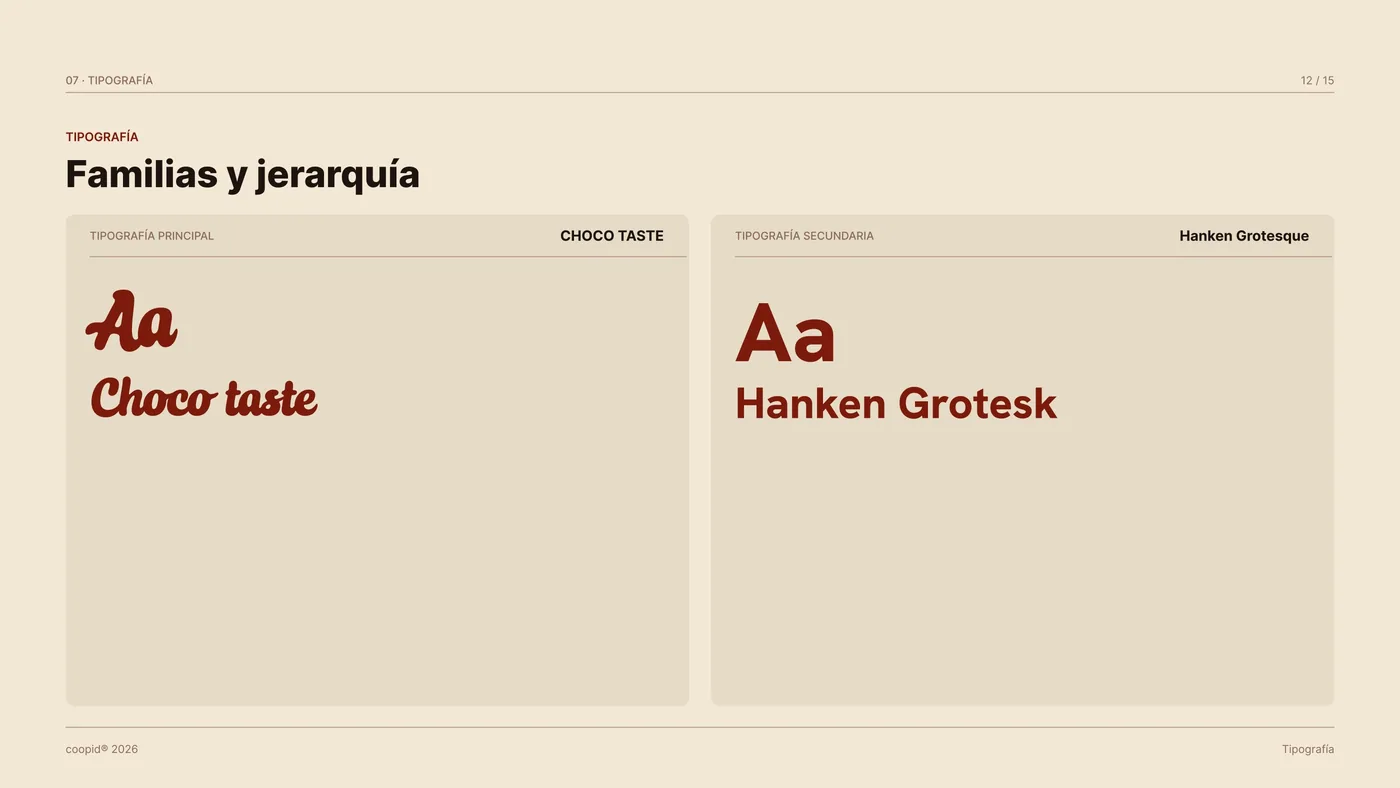 07 · TIPOGRAFÍA
12 / 15
TIPOGRAFÍA
Familias y jerarquía
TIPOGRAFÍA PRINCIPAL
CHOCO TASTE
Aa
Choco taste
TIPOGRAFÍA SECUNDARIA
Hanken Grotesque
Aa
Hanken Grotesk
coopid® 2026
Tipografía